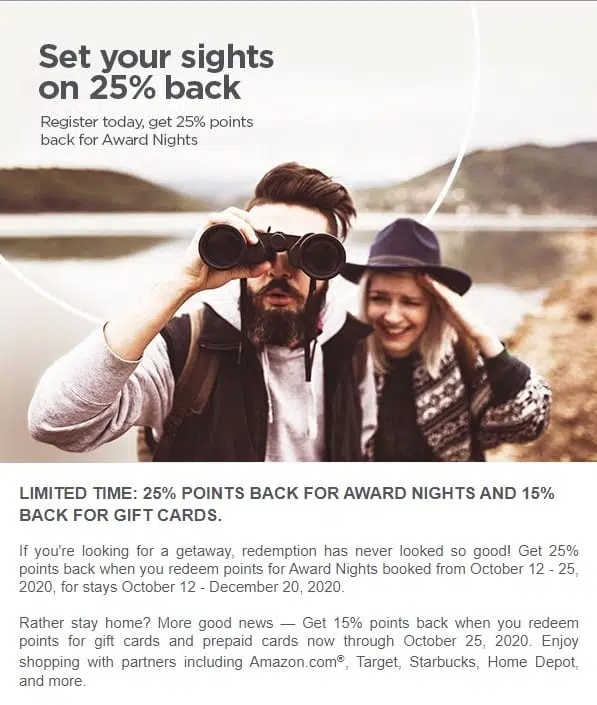 Set your sights
on 25% back
Register today, get 25% points
back for Award Nights
LIMITED TIME: 25% POINTS BACK FOR AWARD NIGHTS AND 15%
BACK FOR GIFT CARDS.
If you're looking for a getaway, redemption has never looked so good! Get 25%
points back when you redeem points for Award Nights booked from October 12 - 25,
2020, for stays October 12 - December 20, 2020.
Rather stay home? More good news — Get 15% points back when you redeem
points for gift cards and prepaid cards now through October 25, 2020. Enjoy
shopping with partners including Amazon.com®, Target, Starbucks, Home Depot,
and more.